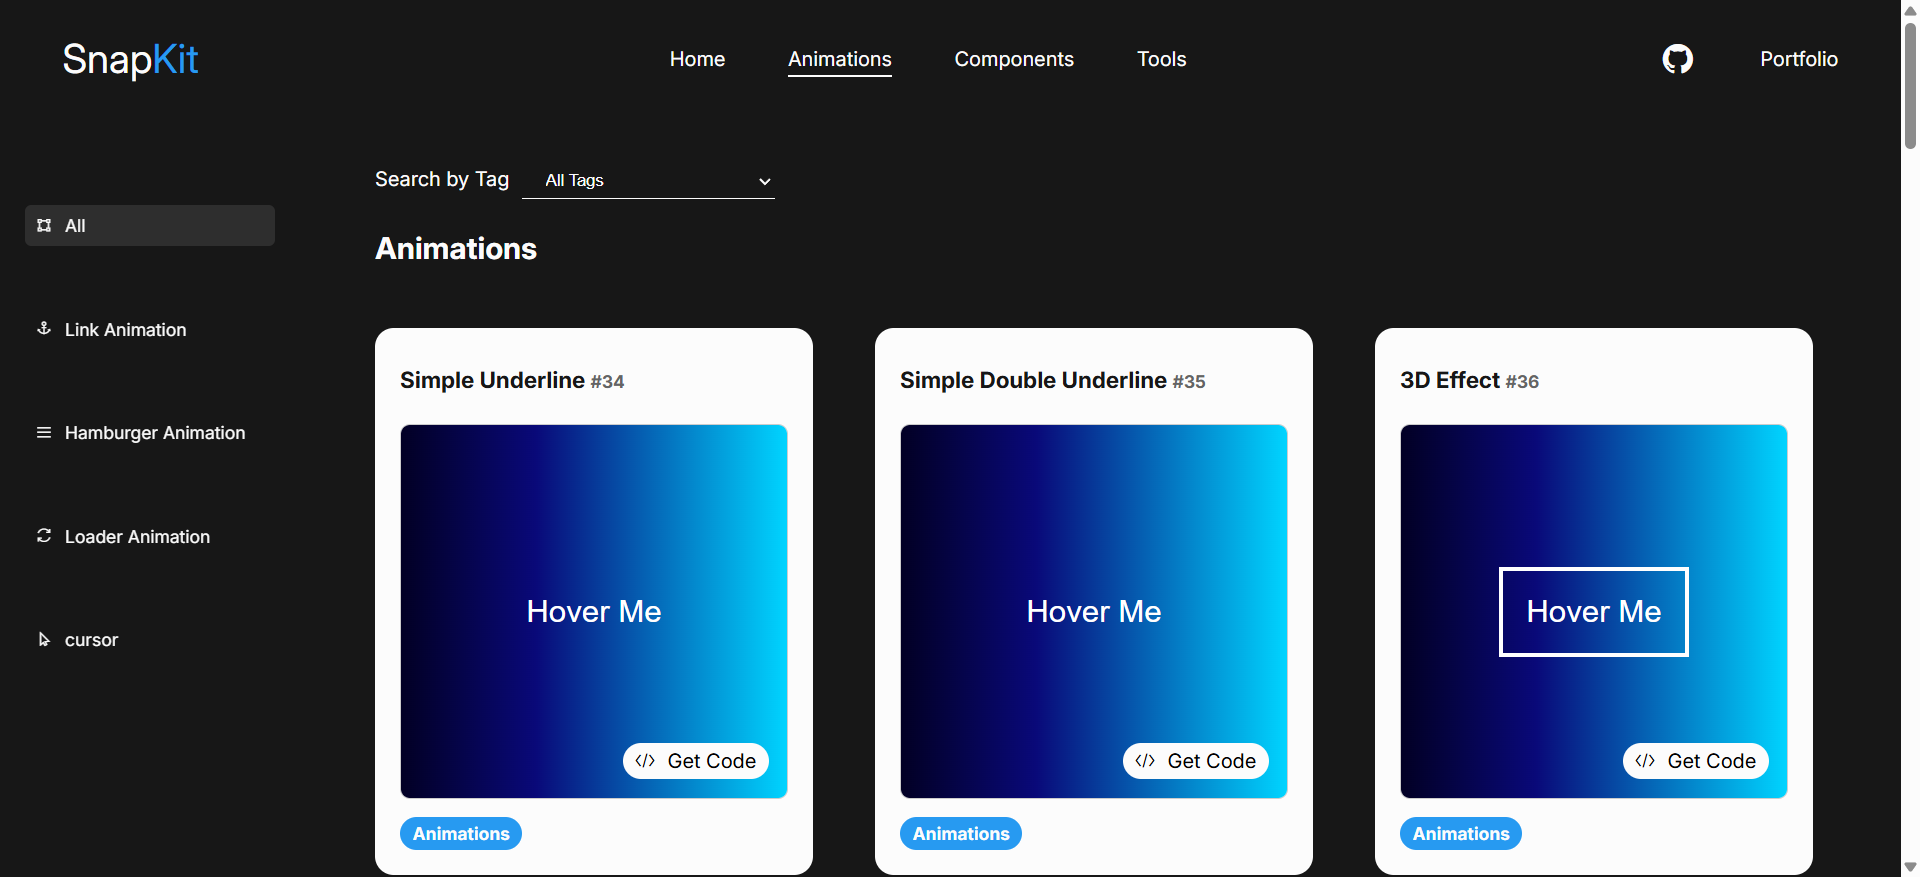 SnapKit
Home
Animations
Components
Tools
Portfolio
Search by Tag
All Tags
All
Link Animation
Hamburger Animation
Loader Animation
cursor
Animations
Simple Underline #34
Hover Me
</> Get Code
Animations
Simple Double Underline #35
Hover Me
</> Get Code
Animations
3D Effect #36
Hover Me
</> Get Code
Animations